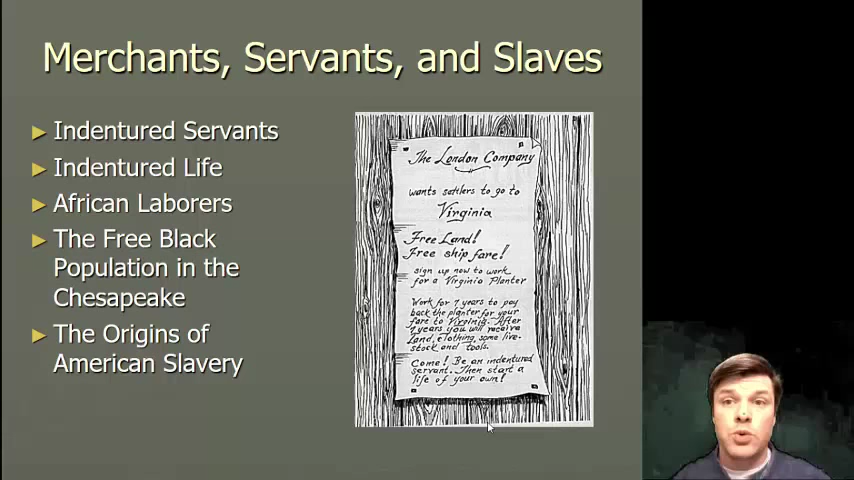 Merchants, Servants, and Slaves
► Indentured Servants
► Indentured Life
► African Laborers
► The Free Black
Population in the
Chesapeake
► The Origins of
American Slavery
The London Company
wants settlers to go to
Virginia
Free Land!
Free ship fare!
sign up now to work
for a Virginia Planter
Work for 7 years to pay
back the planter for your
fare to Virginia. After
7 years you will receive
Land, clothing, some live-
stock and tools.
Come! Be an indentured
servant. Then start a
life of your own!